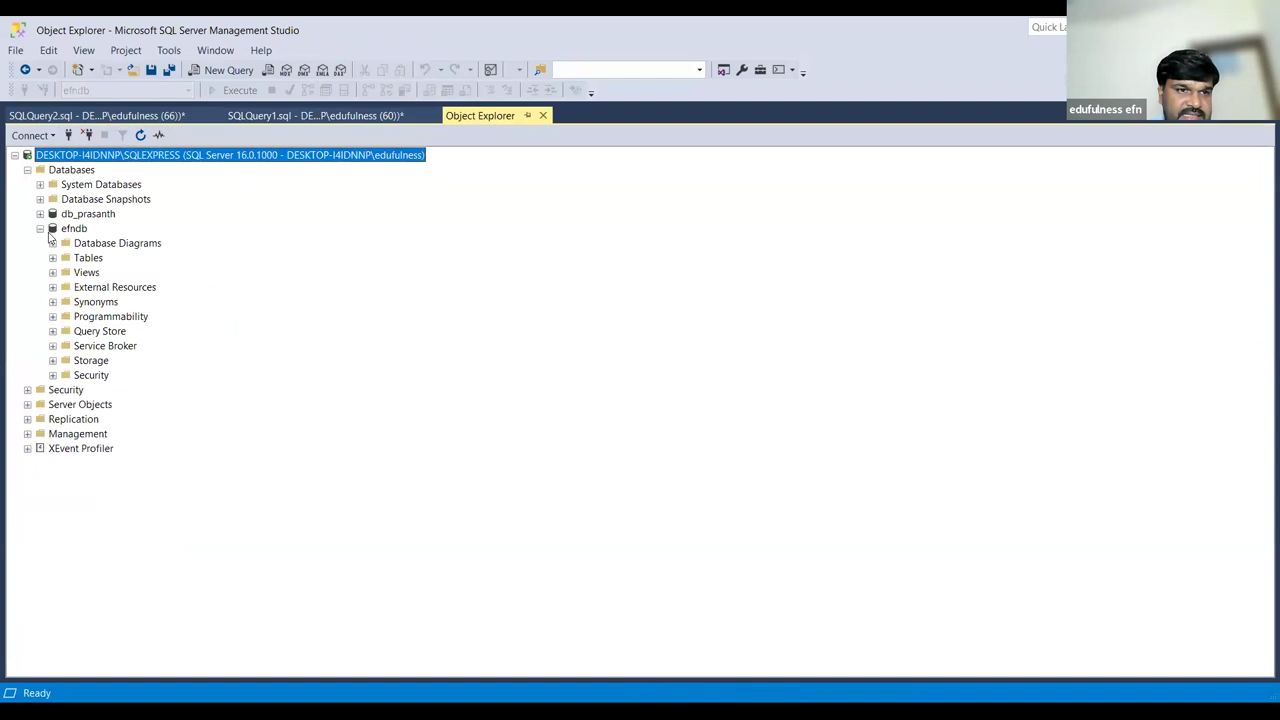 Object Explorer - Microsoft SQL Server Management Studio
Quick La
File Edit View Project Tools Window Help
New Query
efndb Execute
edufulness efn
SQLQuery2.sql - DE...P\edufulness (66))* SQLQuery1.sql - DE...P\edufulness (60))* Object Explorer
Connect
DESKTOP-I4IDNNP\SQLEXPRESS (SQL Server 16.0.1000 - DESKTOP-I4IDNNP\edufulness)
Databases
System Databases
Database Snapshots
db_prasanth
efndb
Database Diagrams
Tables
Views
External Resources
Synonyms
Programmability
Query Store
Service Broker
Storage
Security
Security
Server Objects
Replication
Management
XEvent Profiler
Ready